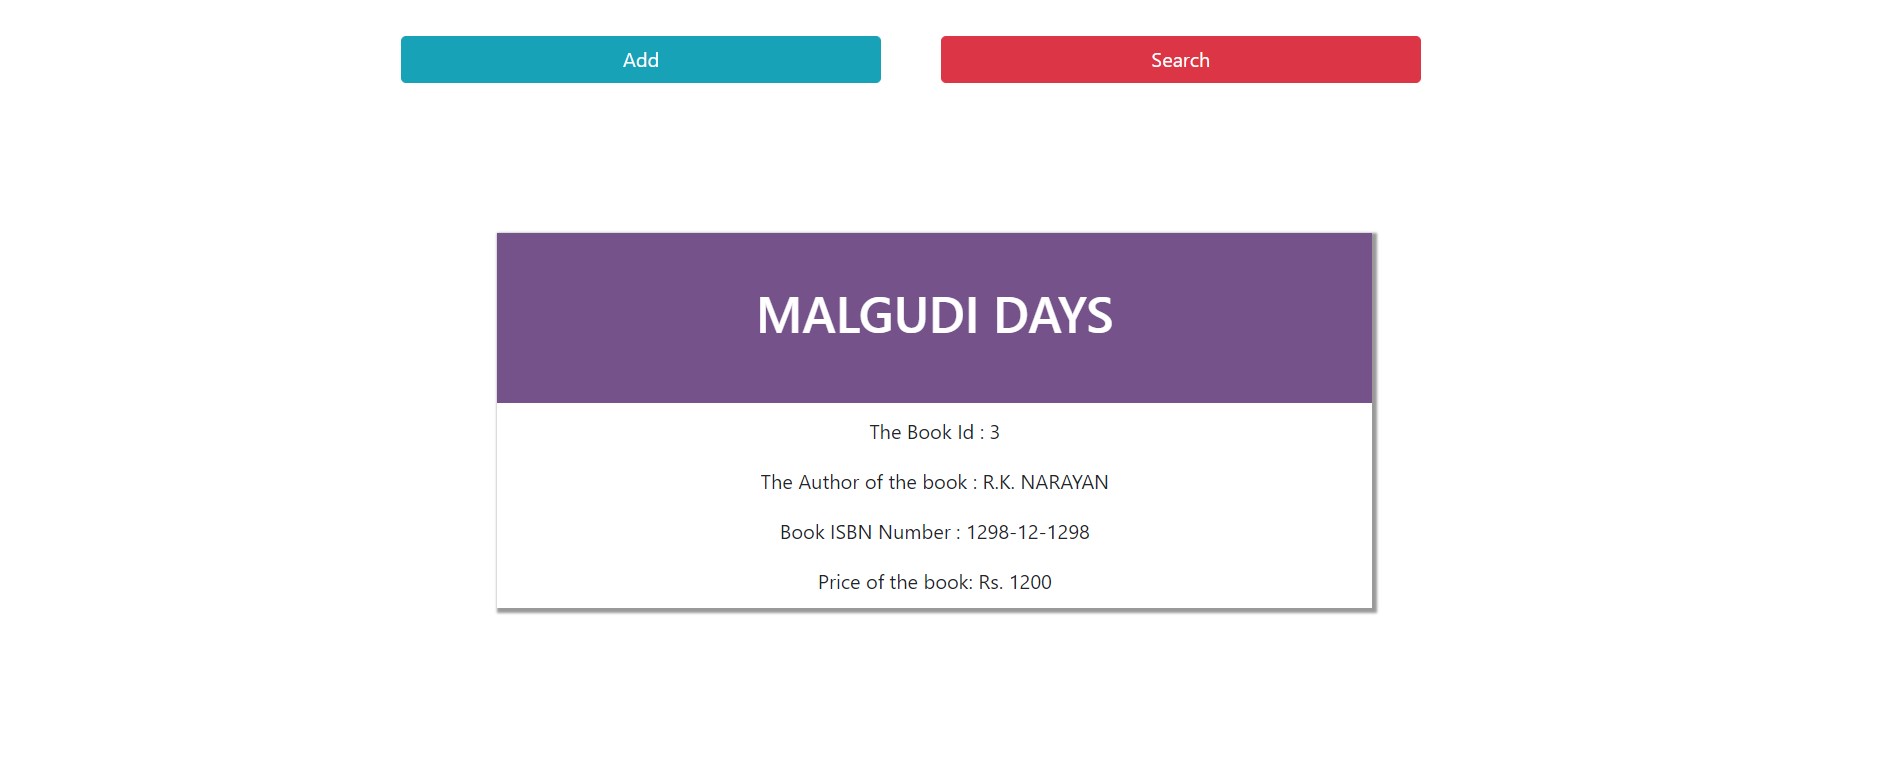 Add
Search
MALGUDI DAYS
The Book Id : 3
The Author of the book : R.K. NARAYAN
Book ISBN Number : 1298-12-1298
Price of the book: Rs. 1200